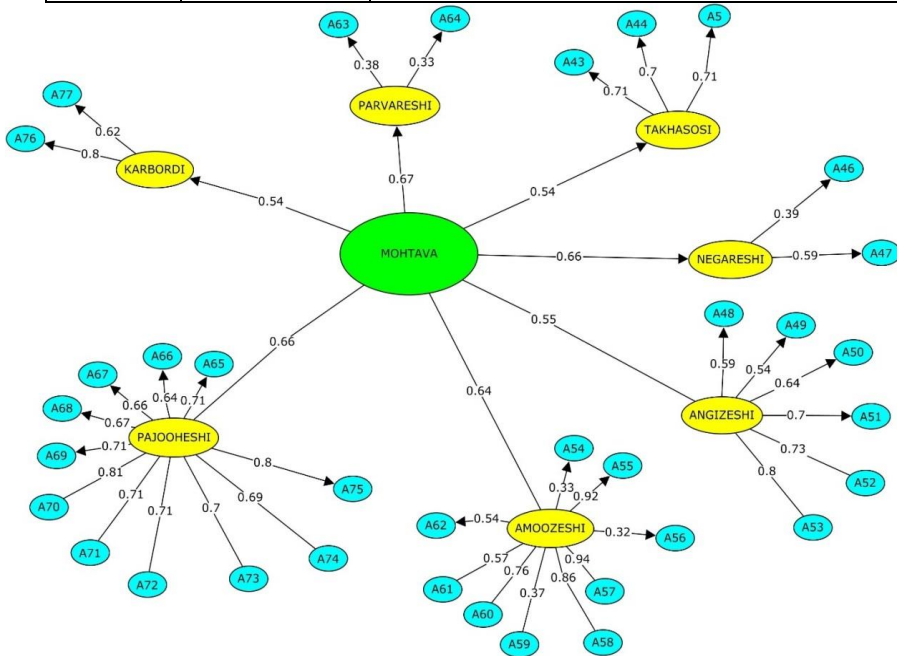 A63
A64
0.38
0.33
PARVARESHI
0.67
A43
A44
A5
0.71
0.7
0.71
TAKHASOSI
0.54
A77
A76
0.62
0.8
KARBORDI
0.54
MOHTAVA
0.66
NEGARESHI
A46
0.39
0.59
A47
0.55
ANGIZESHI
A48
0.59
A49
0.54
A50
0.64
A51
0.7
A52
0.73
A53
0.8
0.64
AMOOZESHI
A54
0.33
A55
0.92
A56
0.32
A57
0.94
A58
0.86
A59
0.37
A60
0.76
A61
0.57
A62
0.54
0.66
PAJOOHESHI
A65
0.71
A66
0.64
A67
0.66
A68
0.67
A69
0.71
A70
0.81
A71
0.71
A72
0.71
A73
0.7
A74
0.69
A75
0.8